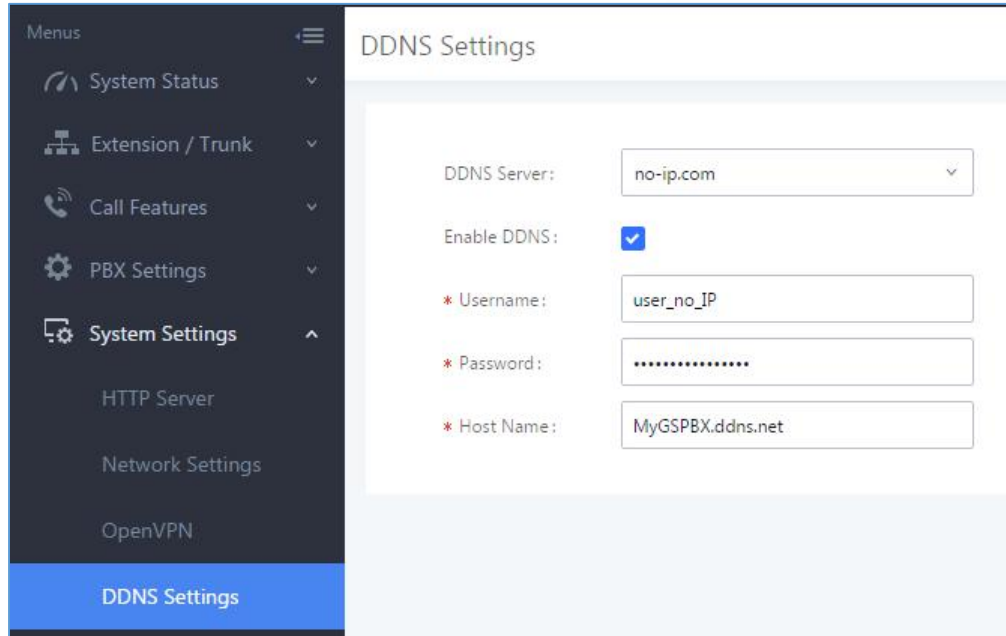 Menus
System Status
Extension / Trunk
Call Features
PBX Settings
System Settings
HTTP Server
Network Settings
OpenVPN
DDNS Settings
DDNS Settings
DDNS Server: no-ip.com
Enable DDNS:
* Username: user_no_IP
* Password: ••••••••••••••••
* Host Name: MyGSPBX.ddns.net